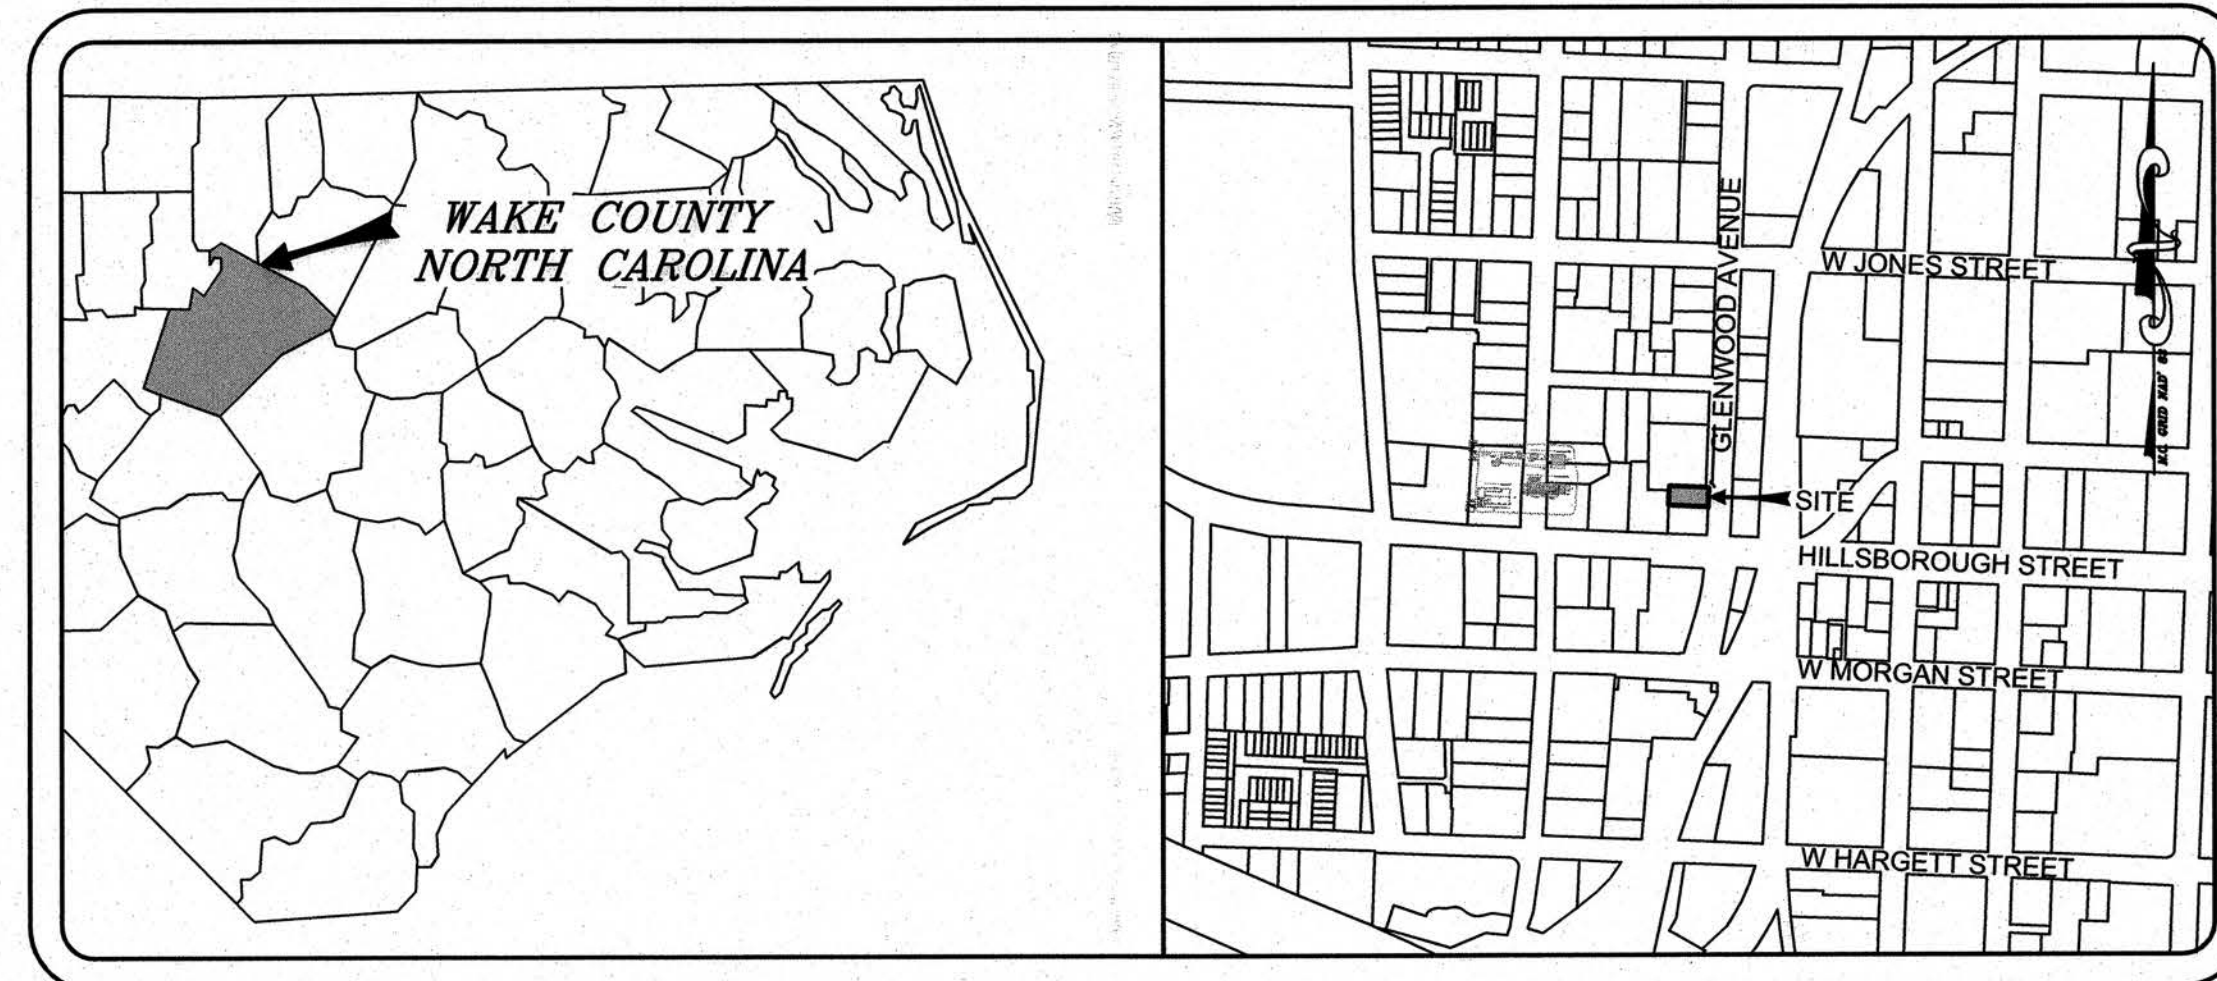 WAKE COUNTY
NORTH CAROLINA
GLENWOOD AVENUE
W JONES STREET
SITE
HILLSBOROUGH STREET
W MORGAN STREET
W HARGETT STREET